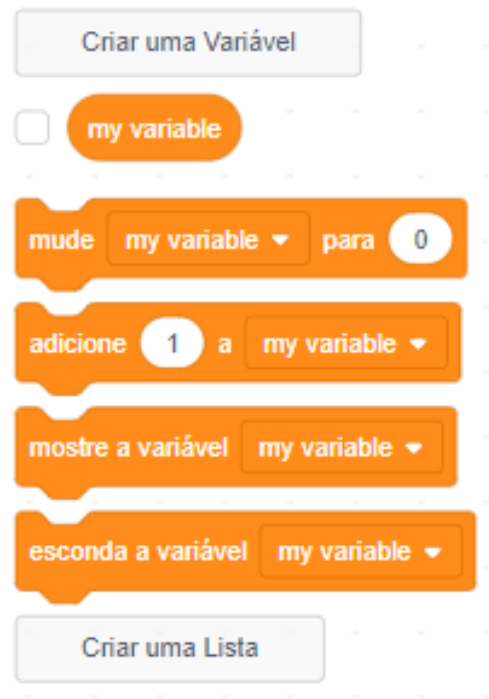 Criar uma Variável
my variable
mude my variable para 0
adicione 1 a my variable
mostre a variável my variable
esconda a variável my variable
Criar uma Lista